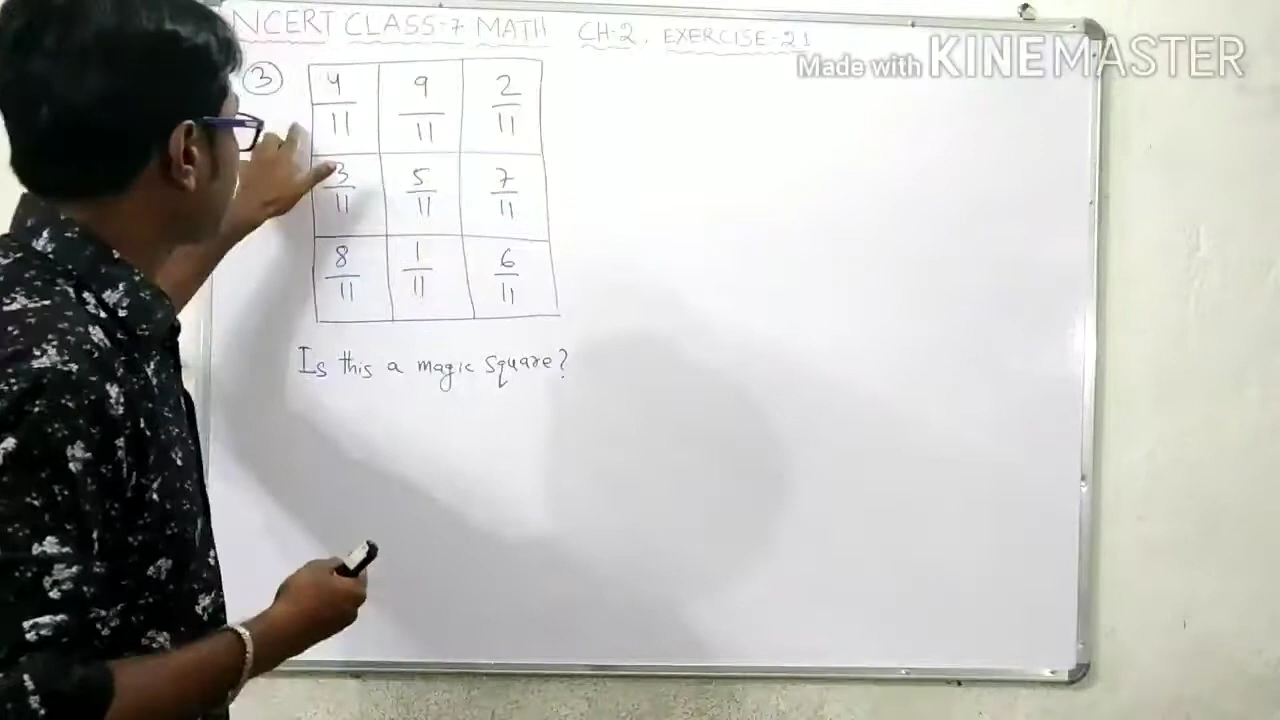 NCERT CLASS-7 MATH CH-2, EXERCISE-2.1
Made with KINEMASTER
3
4/11 9/11 2/11
3/11 5/11 7/11
8/11 1/11 6/11
Is this a magic square?